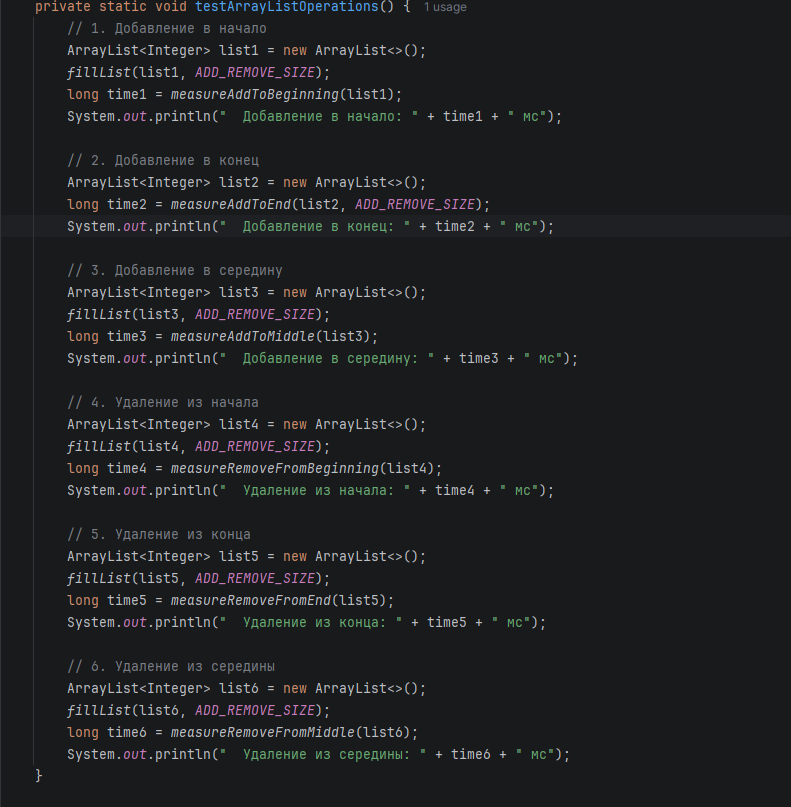 private static void testArrayListOperations() { 1 usage
// 1. Добавление в начало
ArrayList<Integer> list1 = new ArrayList<>();
fillList(list1, ADD_REMOVE_SIZE);
long time1 = measureAddToBeginning(list1);
System.out.println("  Добавление в начало: " + time1 + " мс");
// 2. Добавление в конец
ArrayList<Integer> list2 = new ArrayList<>();
long time2 = measureAddToEnd(list2, ADD_REMOVE_SIZE);
System.out.println("  Добавление в конец: " + time2 + " мс");
// 3. Добавление в середину
ArrayList<Integer> list3 = new ArrayList<>();
fillList(list3, ADD_REMOVE_SIZE);
long time3 = measureAddToMiddle(list3);
System.out.println("  Добавление в середину: " + time3 + " мс");
// 4. Удаление из начала
ArrayList<Integer> list4 = new ArrayList<>();
fillList(list4, ADD_REMOVE_SIZE);
long time4 = measureRemoveFromBeginning(list4);
System.out.println("  Удаление из начала: " + time4 + " мс");
// 5. Удаление из конца
ArrayList<Integer> list5 = new ArrayList<>();
fillList(list5, ADD_REMOVE_SIZE);
long time5 = measureRemoveFromEnd(list5);
System.out.println("  Удаление из конца: " + time5 + " мс");
// 6. Удаление из середины
ArrayList<Integer> list6 = new ArrayList<>();
fillList(list6, ADD_REMOVE_SIZE);
long time6 = measureRemoveFromMiddle(list6);
System.out.println("  Удаление из середины: " + time6 + " мс");
}